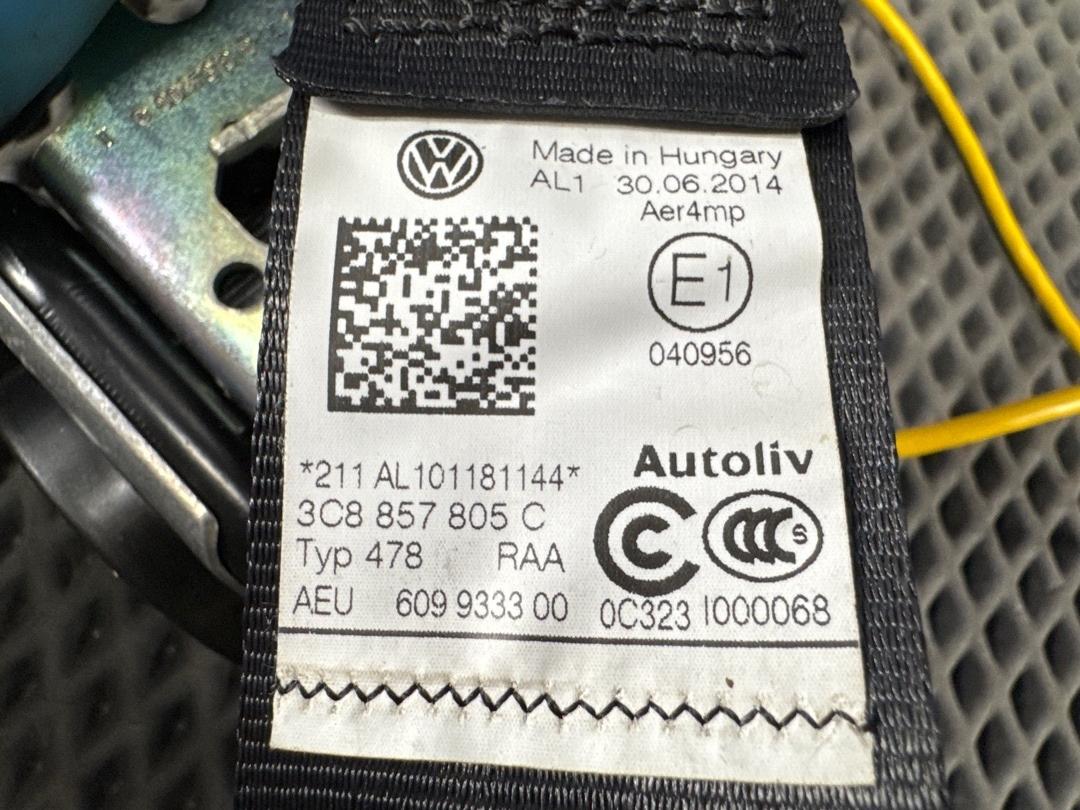 Made in Hungary
AL1 30.06.2014
Aer4mp
E1
040956
Autoliv
*211 AL101181144*
3C8 857 805 C
Typ 478 RAA
AEU 609 9333 00 0C323 I000068
CCC S